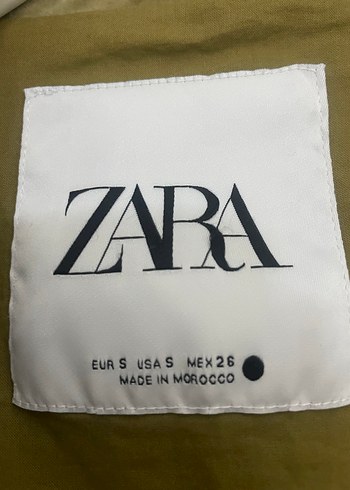 ZARA
EUR S USA S MEX 26
MADE IN MOROCCO